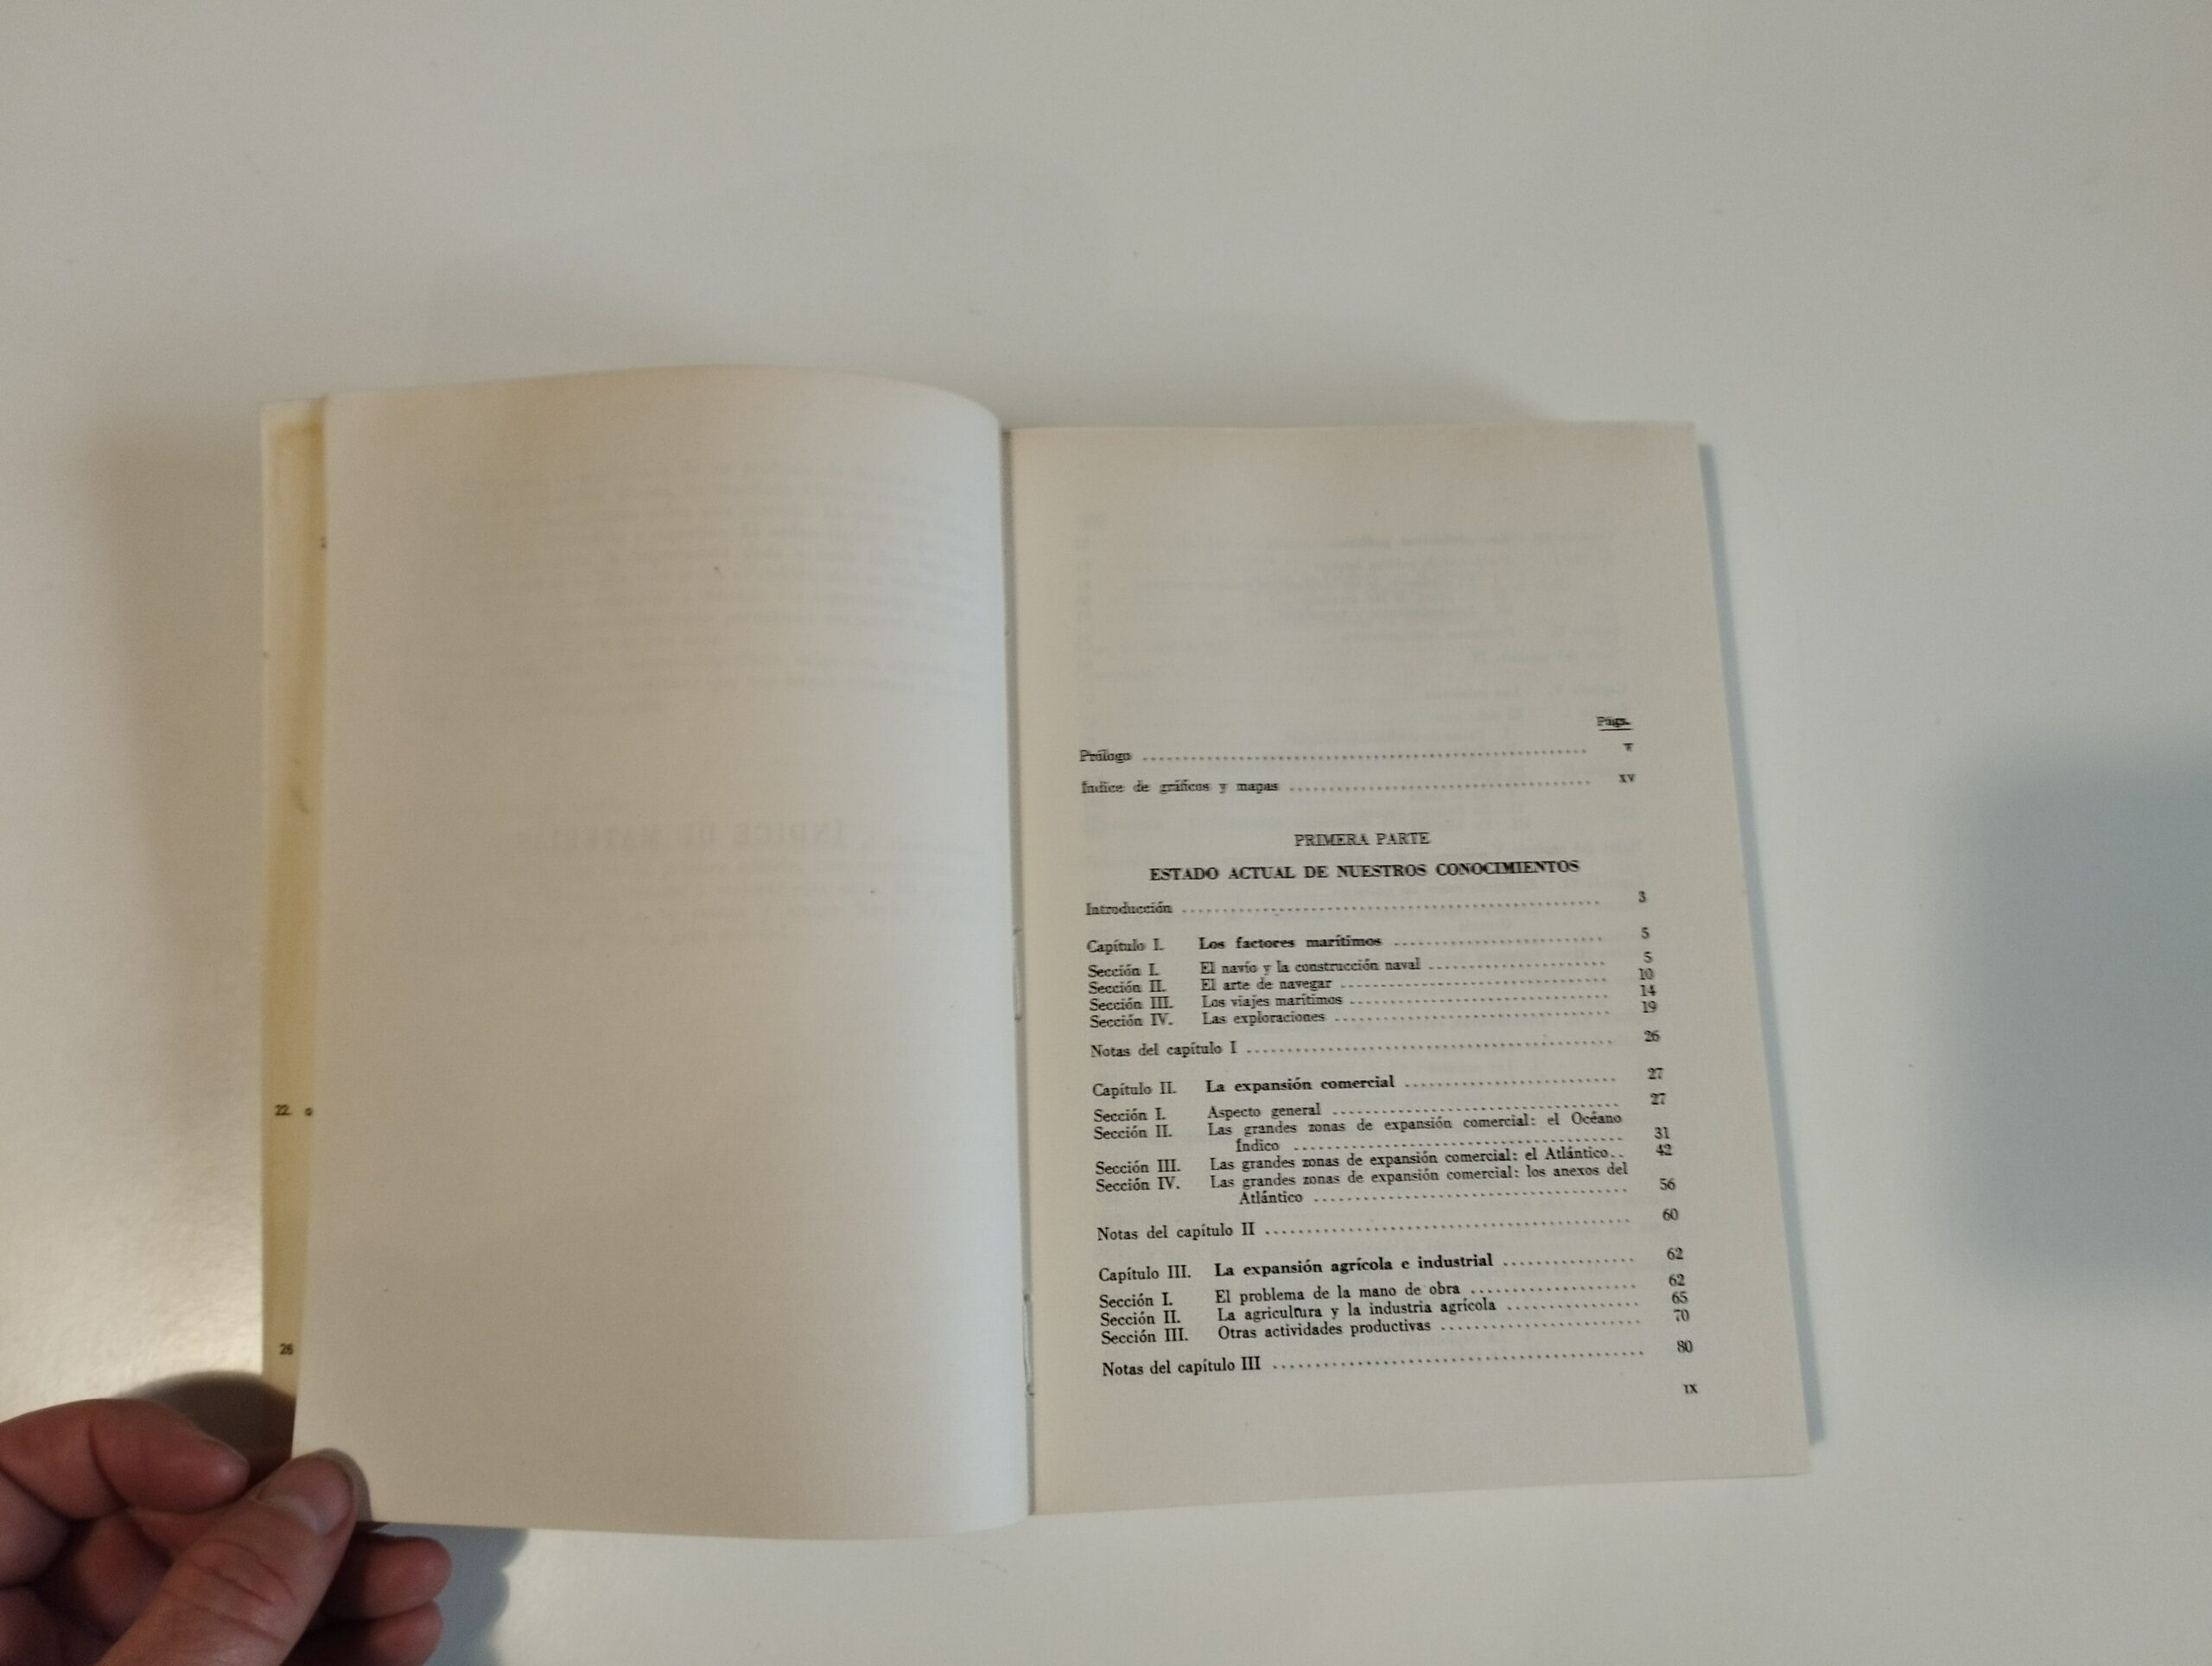 22.
26
Págs.
Prólogo ........ V
Índice de gráficos y mapas ........ XV
PRIMERA PARTE
ESTADO ACTUAL DE NUESTROS CONOCIMIENTOS
Introducción ........ 3
Capítulo I. Los factores marítimos ........ 5
Sección I. El navío y la construcción naval ........ 5
Sección II. El arte de navegar ........ 10
Sección III. Los viajes marítimos ........ 14
Sección IV. Las exploraciones ........ 19
Notas del capítulo I ........ 26
Capítulo II. La expansión comercial ........ 27
Sección I. Aspecto general ........ 27
Sección II. Las grandes zonas de expansión comercial: el Océano
Índico ........ 31
Sección III. Las grandes zonas de expansión comercial: el Atlántico.. 42
Sección IV. Las grandes zonas de expansión comercial: los anexos del
Atlántico ........ 56
Notas del capítulo II ........ 60
Capítulo III. La expansión agrícola e industrial ........ 62
Sección I. El problema de la mano de obra ........ 62
Sección II. La agricultura y la industria agrícola ........ 65
Sección III. Otras actividades productivas ........ 70
Notas del capítulo III ........ 80
IX